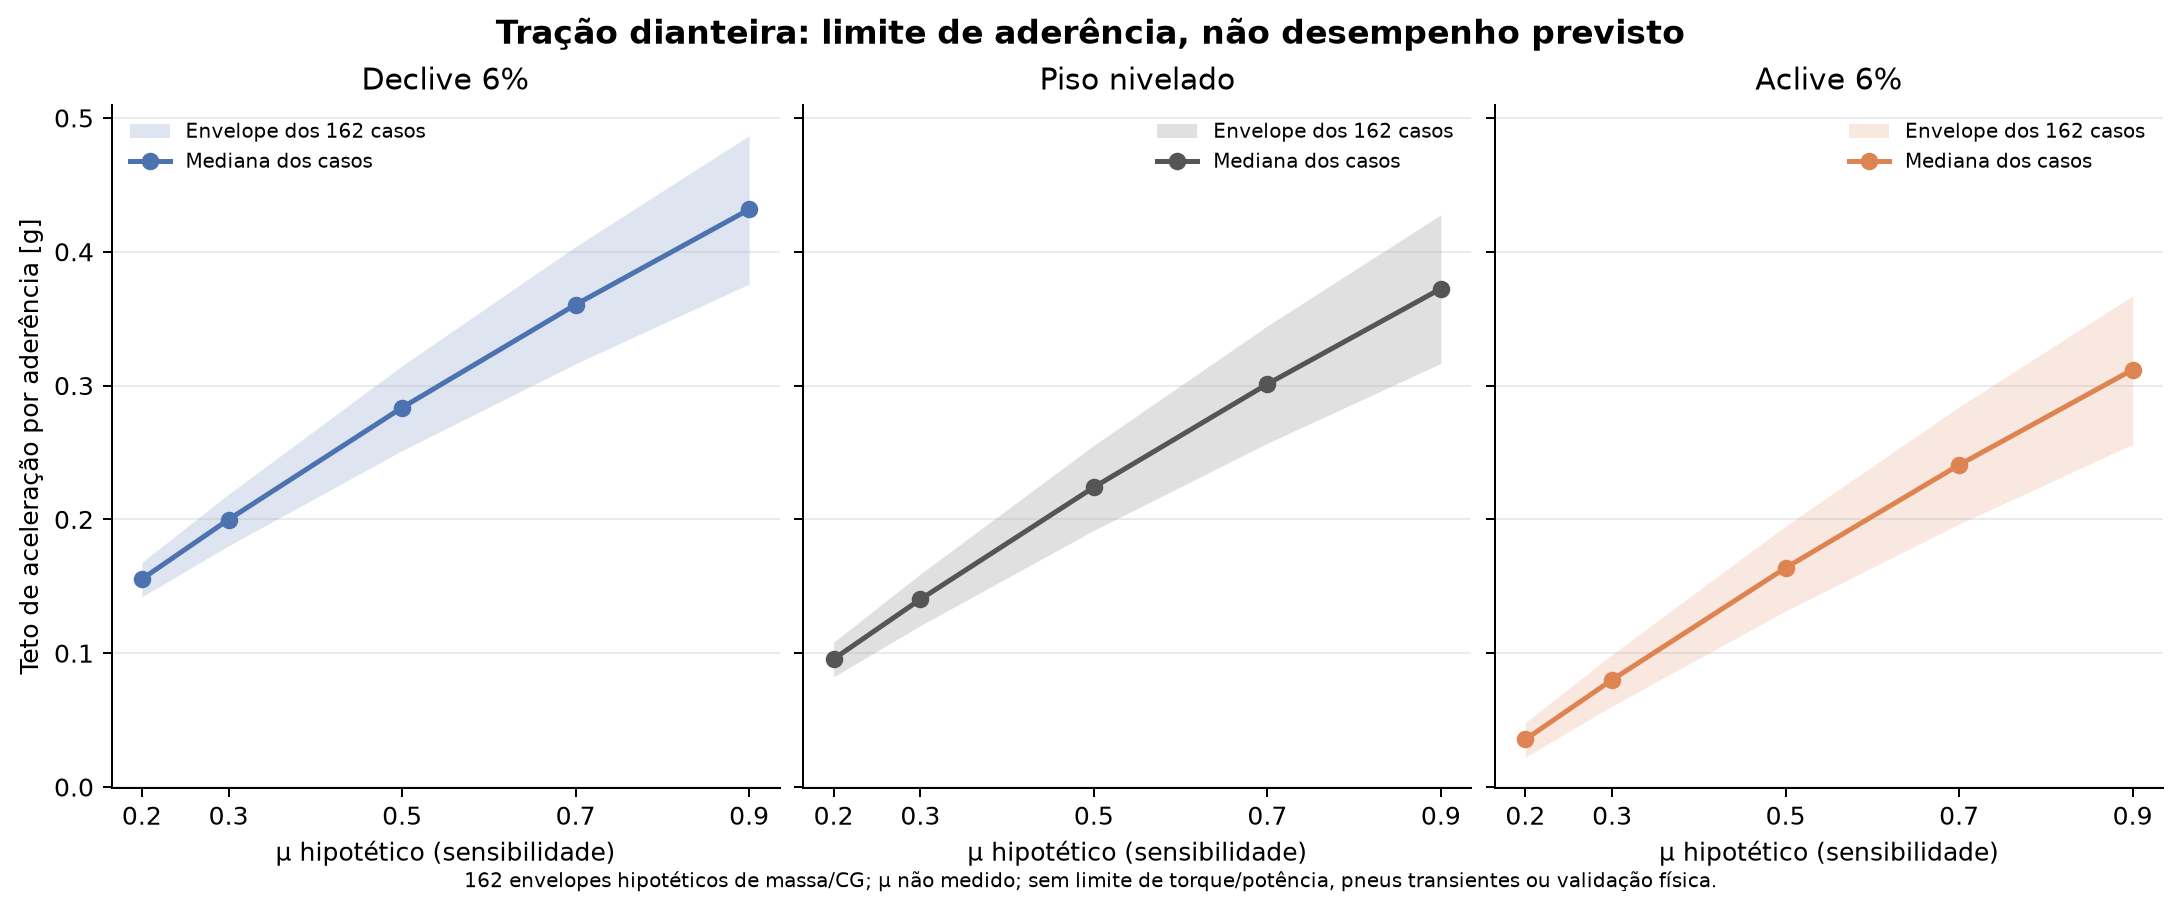 Tração dianteira: limite de aderência, não desempenho previsto
Declive 6%
Piso nivelado
Aclive 6%
Teto de aceleração por aderência [g]
0.5
0.4
0.3
0.2
0.1
0.0
Envelope dos 162 casos
Mediana dos casos
Envelope dos 162 casos
Mediana dos casos
Envelope dos 162 casos
Mediana dos casos
0.2 0.3 0.5 0.7 0.9
0.2 0.3 0.5 0.7 0.9
0.2 0.3 0.5 0.7 0.9
µ hipotético (sensibilidade)
µ hipotético (sensibilidade)
µ hipotético (sensibilidade)
162 envelopes hipotéticos de massa/CG; µ não medido; sem limite de torque/potência, pneus transientes ou validação física.